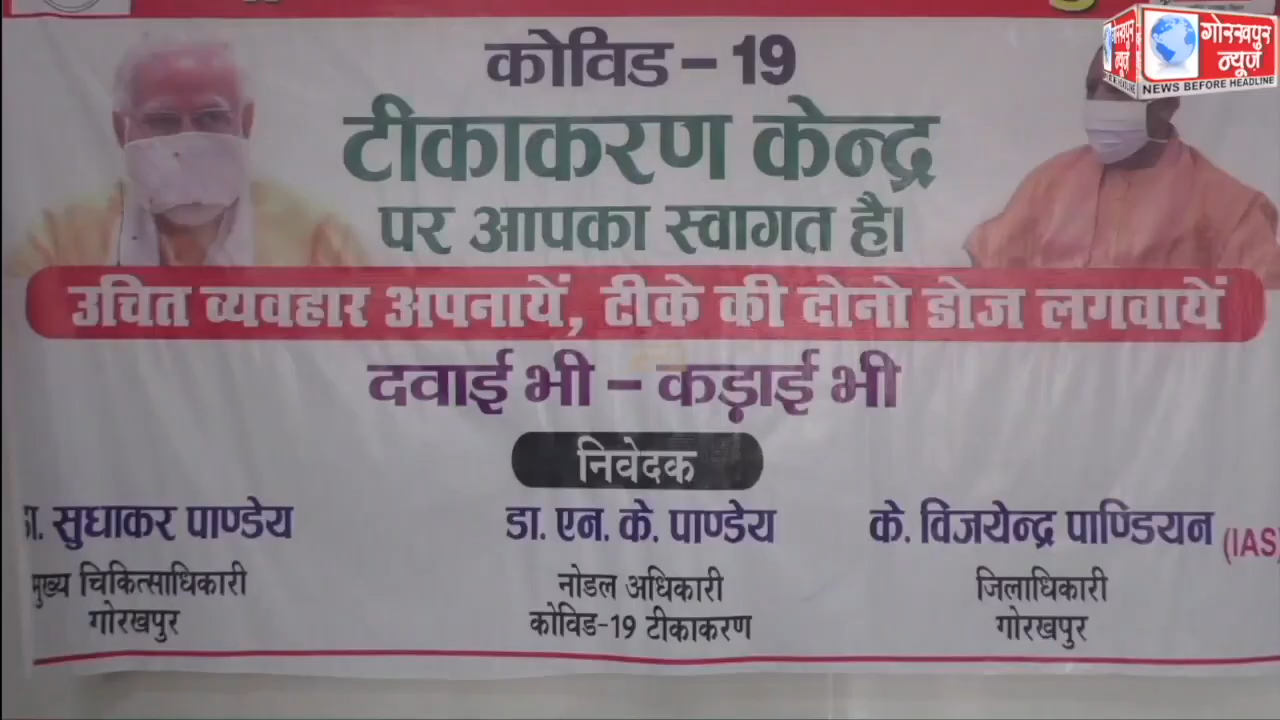 गोरखपुर न्यूज़
NEWS BEFORE HEADLINE
कोविड – 19
टीकाकरण केन्द्र
पर आपका स्वागत है।
उचित व्यवहार अपनायें, टीके की दोनो डोज लगवायें
दवाई भी – कड़ाई भी
निवेदक
डा. सुधाकर पाण्डेय
मुख्य चिकित्साधिकारी
गोरखपुर
डा. एन. के. पाण्डेय
नोडल अधिकारी
कोविड-19 टीकाकरण
के. विजयेन्द्र पाण्डियन (IAS)
जिलाधिकारी
गोरखपुर